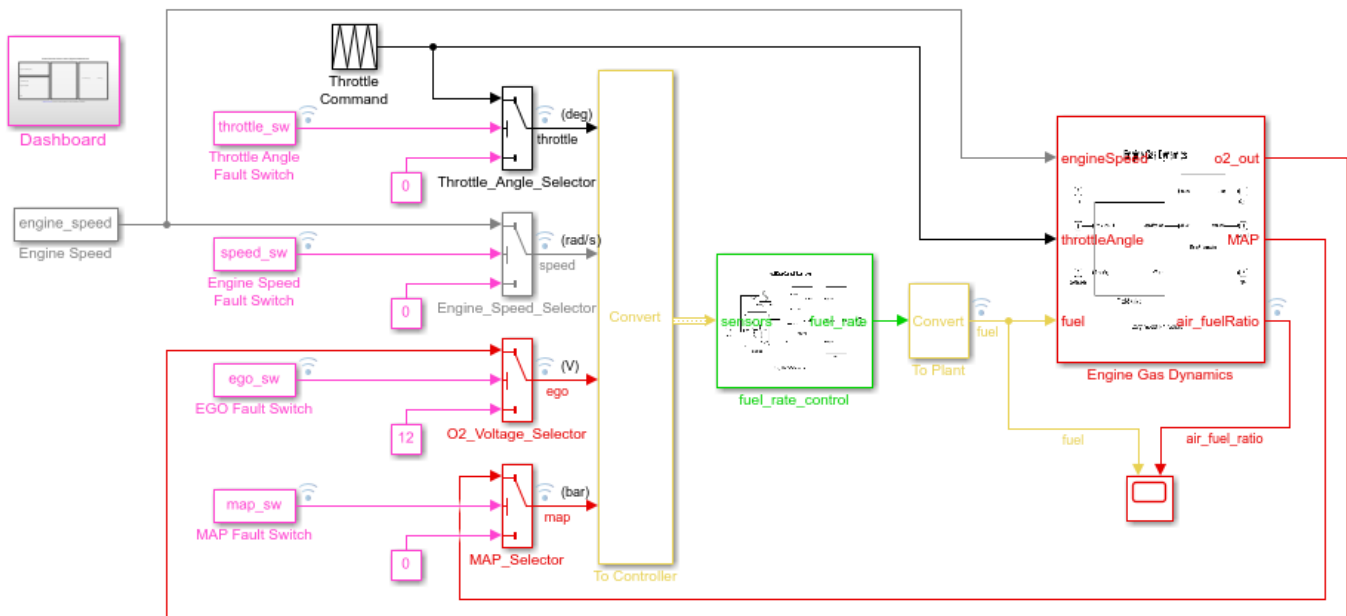 Dashboard
Throttle
Command
throttle_sw
Throttle Angle
Fault Switch
0
(deg)
throttle
Throttle_Angle_Selector
engine_speed
Engine Speed
speed_sw
Engine Speed
Fault Switch
0
(rad/s)
speed
Engine_Speed_Selector
ego_sw
EGO Fault Switch
12
(V)
ego
O2_Voltage_Selector
map_sw
MAP Fault Switch
0
(bar)
map
MAP_Selector
Convert
To Controller
sensors
fuel_rate
fuel_rate_control
Convert
To Plant
fuel
engineSpeed
o2_out
throttleAngle
MAP
fuel
air_fuelRatio
Engine Gas Dynamics
fuel
air_fuel_ratio